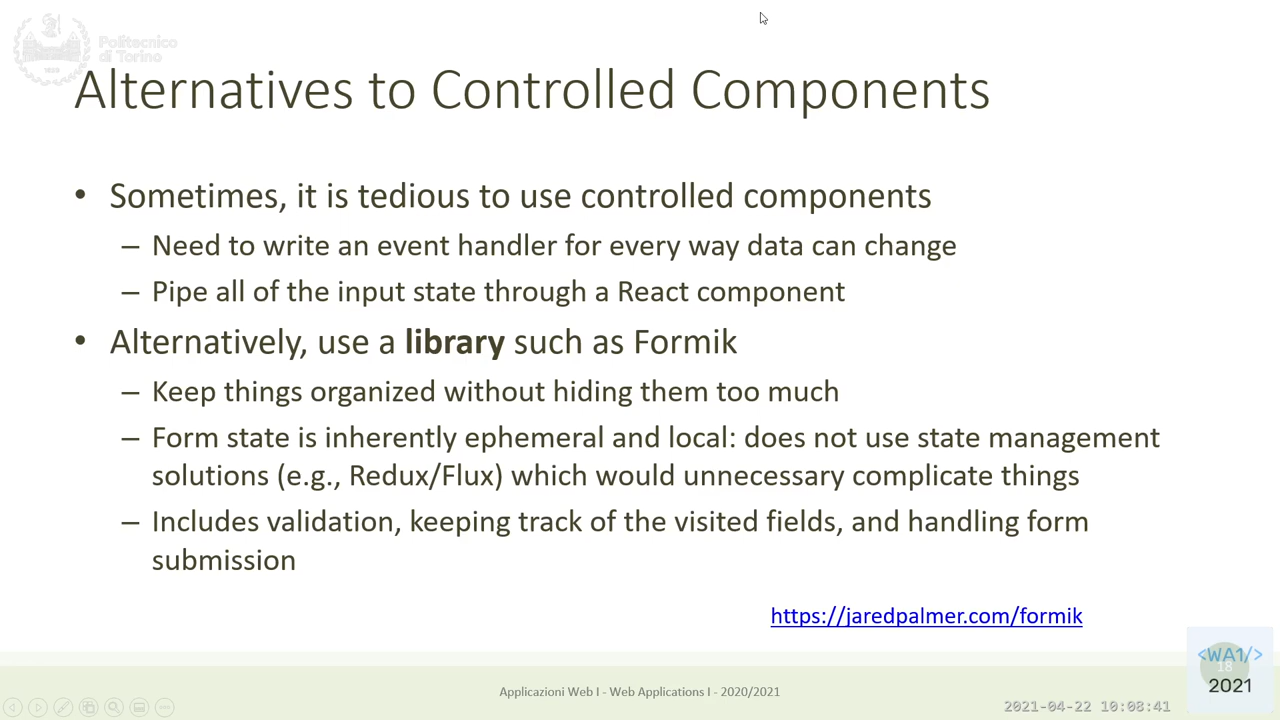 Politecnico
di Torino
Alternatives to Controlled Components
• Sometimes, it is tedious to use controlled components
– Need to write an event handler for every way data can change
– Pipe all of the input state through a React component
• Alternatively, use a library such as Formik
– Keep things organized without hiding them too much
– Form state is inherently ephemeral and local: does not use state management
solutions (e.g., Redux/Flux) which would unnecessary complicate things
– Includes validation, keeping track of the visited fields, and handling form
submission
https://jaredpalmer.com/formik
<WA1/>
18
2021
Applicazioni Web I - Web Applications I - 2020/2021
2021-04-22 10:08:41